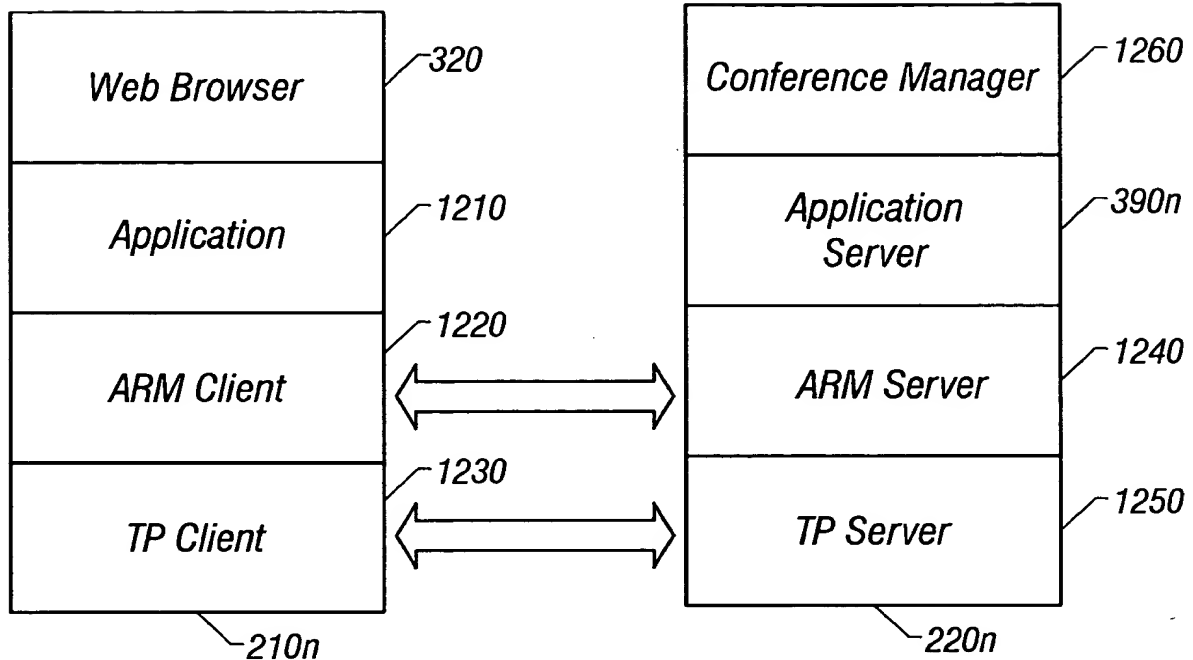 Web Browser
320
Application
1210
ARM Client
1220
TP Client
1230
210n
Conference Manager
1260
Application
Server
390n
ARM Server
1240
TP Server
1250
220n